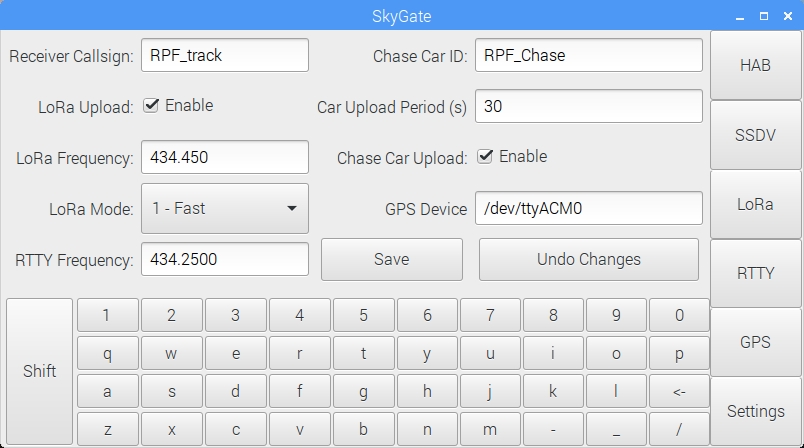 SkyGate
Receiver Callsign: RPF_track Chase Car ID: RPF_Chase HAB
LoRa Upload: Enable Car Upload Period (s) 30 SSDV
LoRa Frequency: 434.450 Chase Car Upload: Enable
LoRa Mode: 1 - Fast GPS Device /dev/ttyACM0 LoRa
RTTY Frequency: 434.2500 Save Undo Changes RTTY
1 2 3 4 5 6 7 8 9 0
q w e r t y u i o p GPS
Shift
a s d f g h j k l <-
Settings
z x c v b n m - _ /